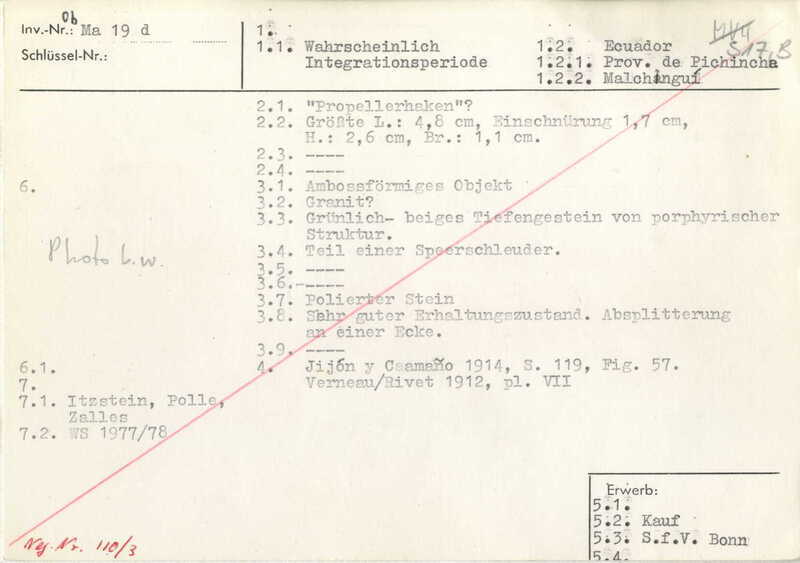 Ob
Inv.-Nr.: Ma 19 d
Schlüssel-Nr.:
1.
1.1. Wahrscheinlich
Integrationsperiode
1.2. Ecuador
1.2.1. Prov. de Pichincha
1.2.2. Malchinguí
S17,B
2.1. "Propellerhaken"?
2.2. Größte L.: 4,8 cm, Einschnürung 1,7 cm,
H.: 2,6 cm, Br.: 1,1 cm.
2.3. ----
2.4. ----
6.
3.1. Ambossförmiges Objekt
3.2. Granit?
3.3. Grünlich- beiges Tiefengestein von porphyrischer
Struktur.
Photo b.w.
3.4. Teil einer Speerschleuder.
3.5. ----
3.6.-----
3.7. Polierter Stein
3.8. Sehr guter Erhaltungszustand. Absplitterung
an einer Ecke.
3.9. ----
6.1.
4. Jijón y Caamaño 1914, S. 119, Fig. 57.
Verneau/Rivet 1912, pl. VII
7.
7.1. Itzstein, Polle,
Zalles
7.2. WS 1977/78
Erwerb:
5.1.
5.2. Kauf
5.3. S.f.V. Bonn
5.4.
Neg. Nr. 110/3